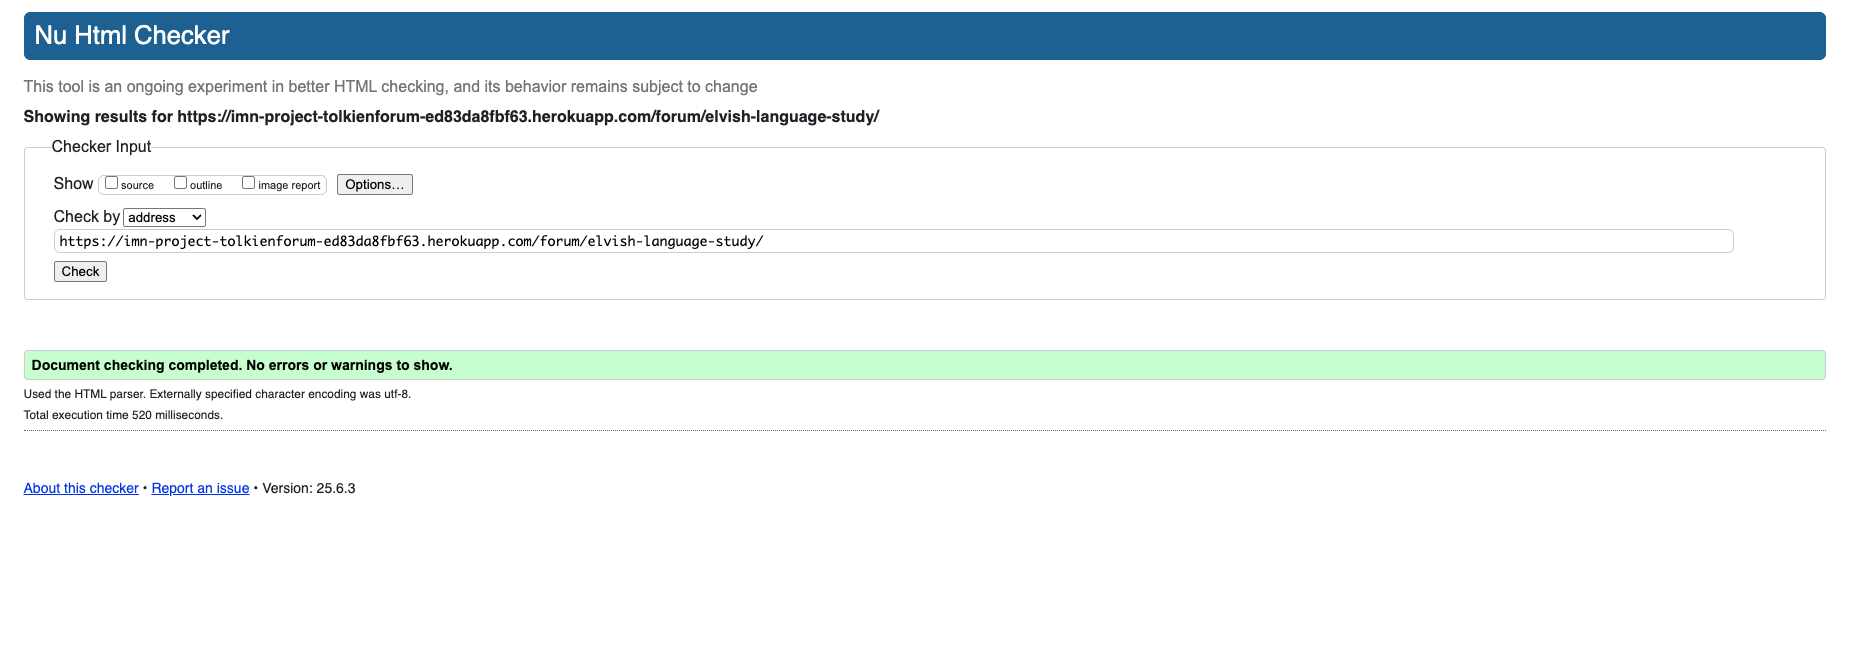 Nu Html Checker
This tool is an ongoing experiment in better HTML checking, and its behavior remains subject to change
Showing results for https://imn-project-tolkienforum-ed83da8fbf63.herokuapp.com/forum/elvish-language-study/
Checker Input
Show source outline image report Options...
Check by address
https://imn-project-tolkienforum-ed83da8fbf63.herokuapp.com/forum/elvish-language-study/
Check
Document checking completed. No errors or warnings to show.
Used the HTML parser. Externally specified character encoding was utf-8.
Total execution time 520 milliseconds.
About this checker • Report an issue • Version: 25.6.3